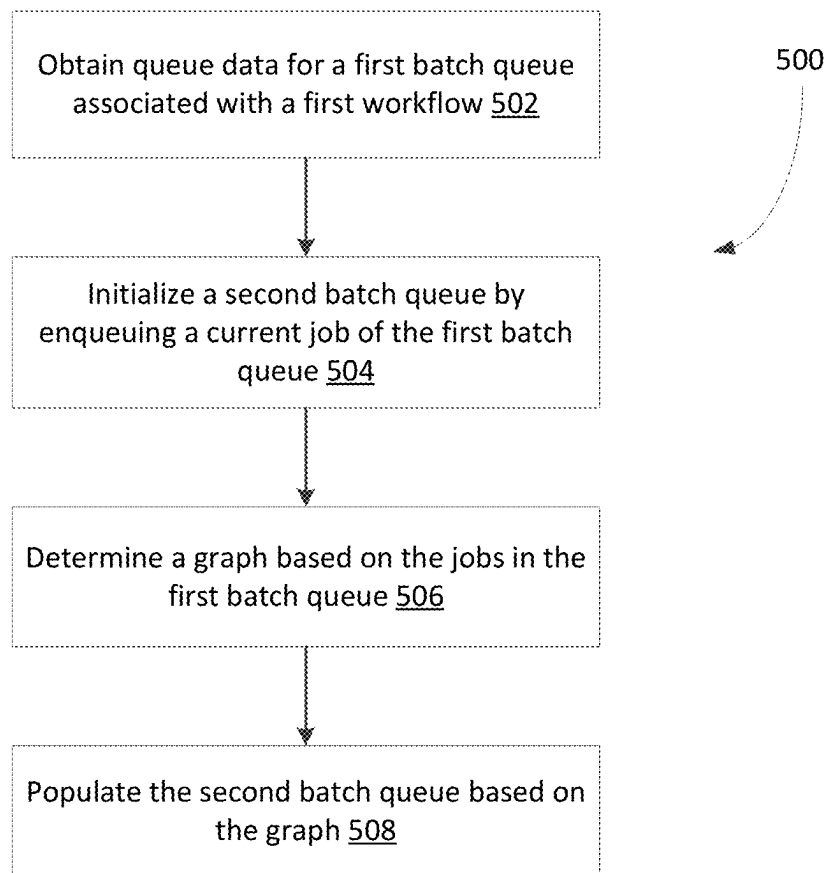 Obtain queue data for a first batch queue
associated with a first workflow 502
500
Initialize a second batch queue by
enqueuing a current job of the first batch
queue 504
Determine a graph based on the jobs in the
first batch queue 506
Populate the second batch queue based on
the graph 508